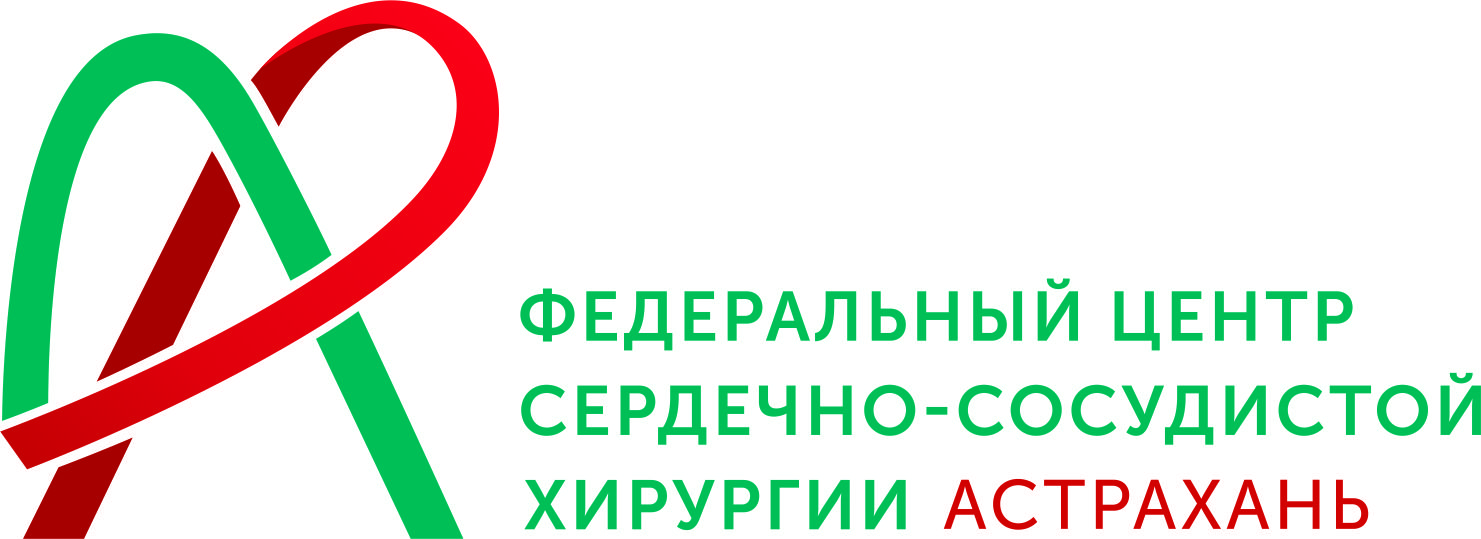 ФЕДЕРАЛЬНЫЙ ЦЕНТР
СЕРДЕЧНО-СОСУДИСТОЙ
ХИРУРГИИ АСТРАХАНЬ